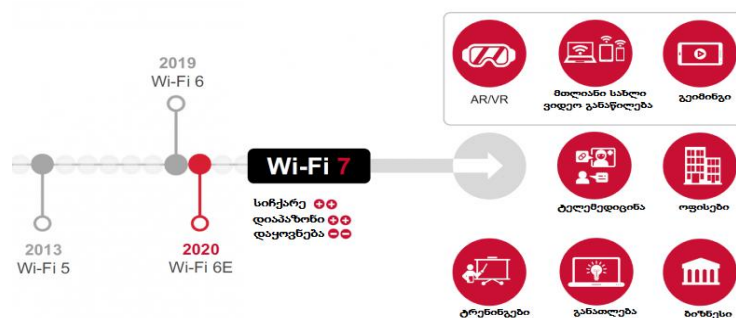 2019
Wi-Fi 6
Wi-Fi 7
სიჩქარე
დიაპაზონი
დაყოვნება
2013
Wi-Fi 5
2020
Wi-Fi 6E
AR/VR
მთლიანი სახლი
ვიდეო განაწილება
გეიმინგი
ტელემედიცინა
ოფისები
ტრენინგები
განათლება
ბიზნესი